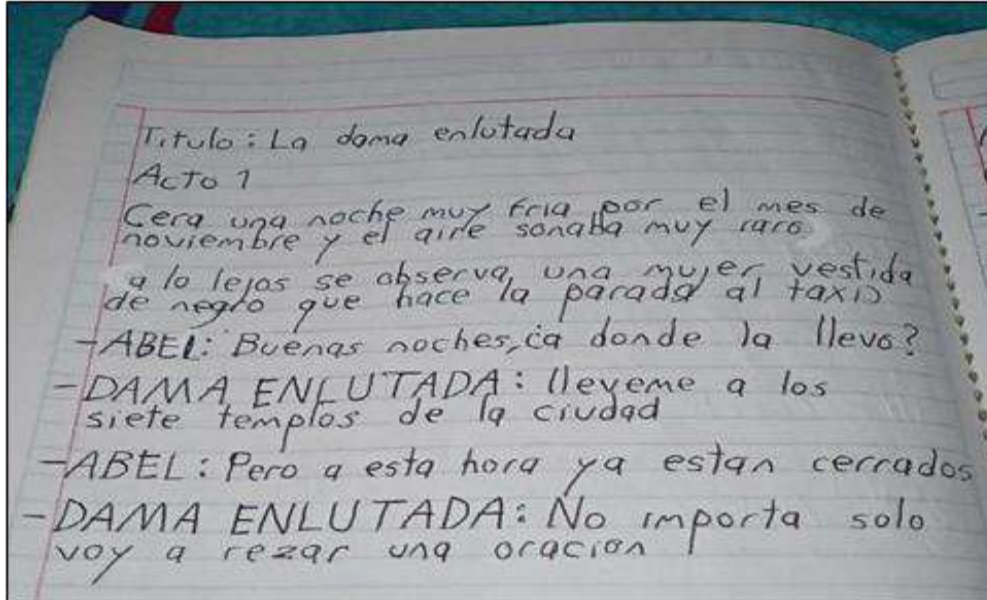 Titulo: La dama enlutada
ACTO 1
Cera una noche muy fria por el mes de
noviembre y el aire sonaba muy raro
a lo lejos se observa una mujer vestida
de negro que hace la parada al taxi)
-ABEL: Buenas noches, ¿a donde la llevo?
-DAMA ENLUTADA: lleveme a los
siete templos de la ciudad
-ABEL: Pero a esta hora ya estan cerrados
-DAMA ENLUTADA: No importa solo
voy a rezar una oracion